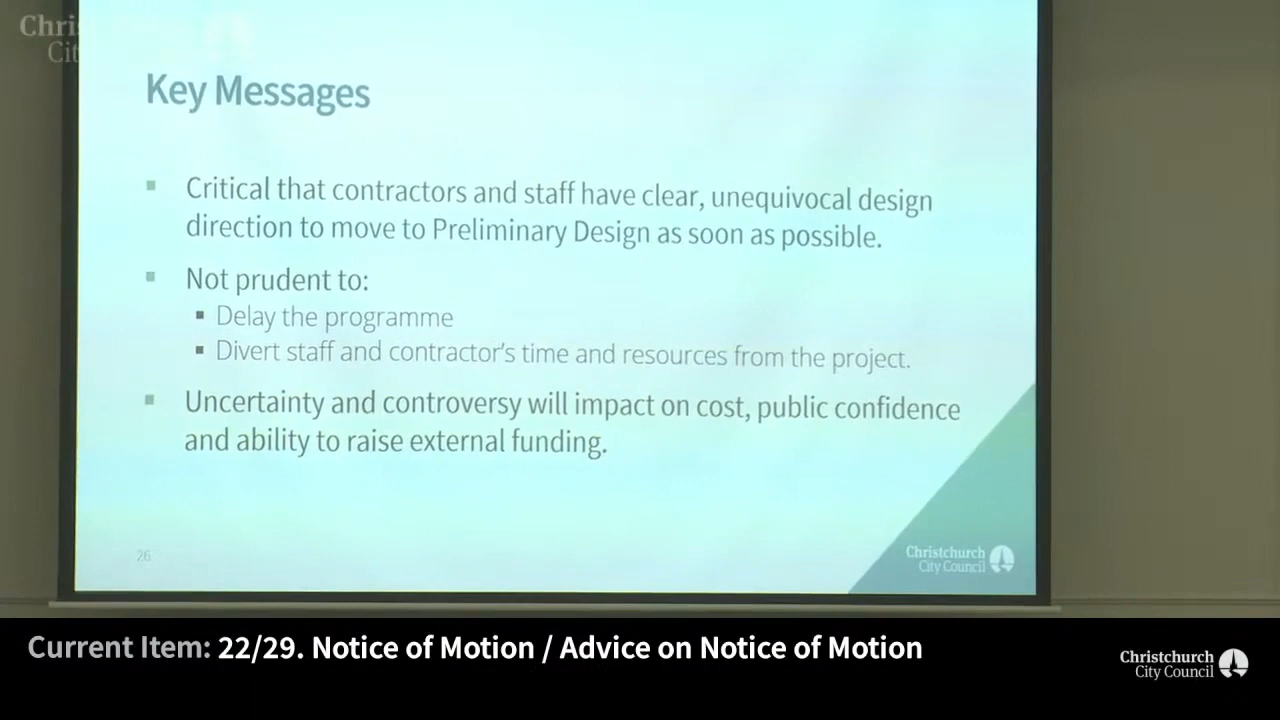 Chri
Cit
Key Messages
▪ Critical that contractors and staff have clear, unequivocal design
direction to move to Preliminary Design as soon as possible.
▪ Not prudent to:
▪ Delay the programme
▪ Divert staff and contractor's time and resources from the project.
▪ Uncertainty and controversy will impact on cost, public confidence
and ability to raise external funding.
26
Christchurch
City Council
Current Item: 22/29. Notice of Motion / Advice on Notice of Motion
Christchurch
City Council